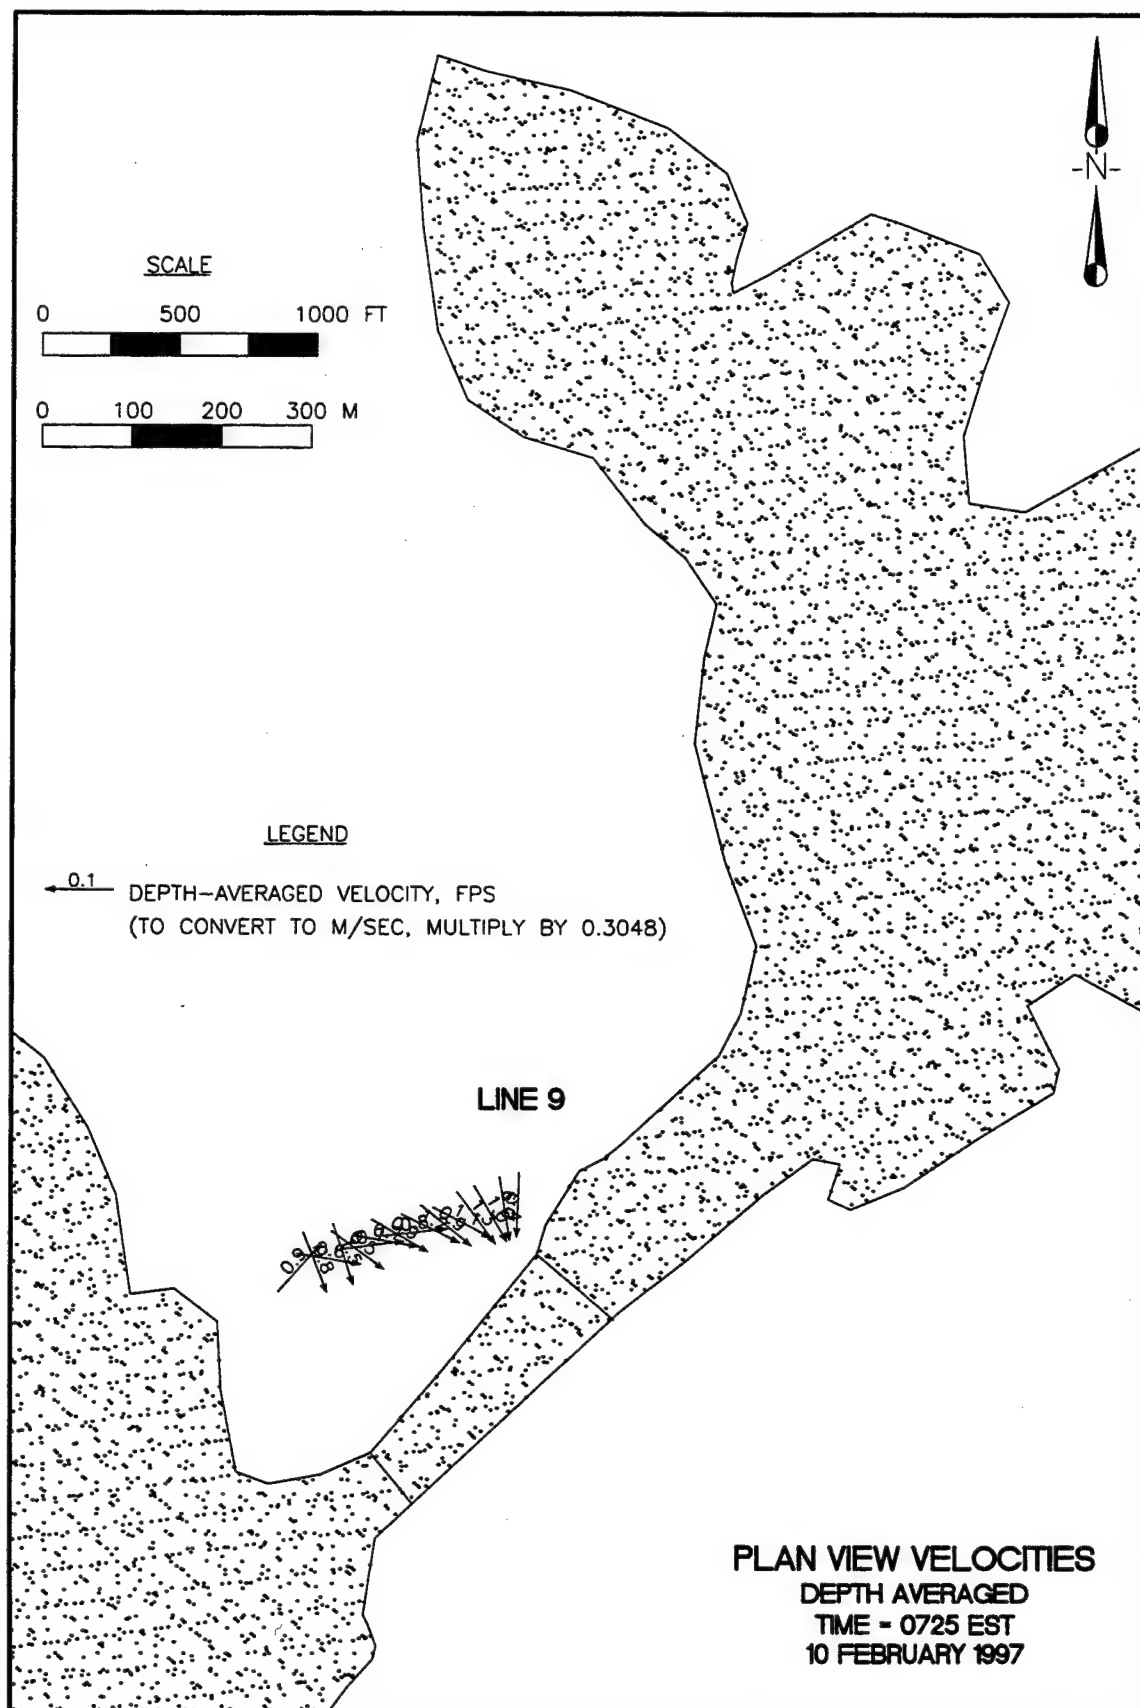 -N-
SCALE
0 500 1000 FT
0 100 200 300 M
LEGEND
0.1
DEPTH-AVERAGED VELOCITY, FPS
(TO CONVERT TO M/SEC, MULTIPLY BY 0.3048)
LINE 9
PLAN VIEW VELOCITIES
DEPTH AVERAGED
TIME = 0725 EST
10 FEBRUARY 1997